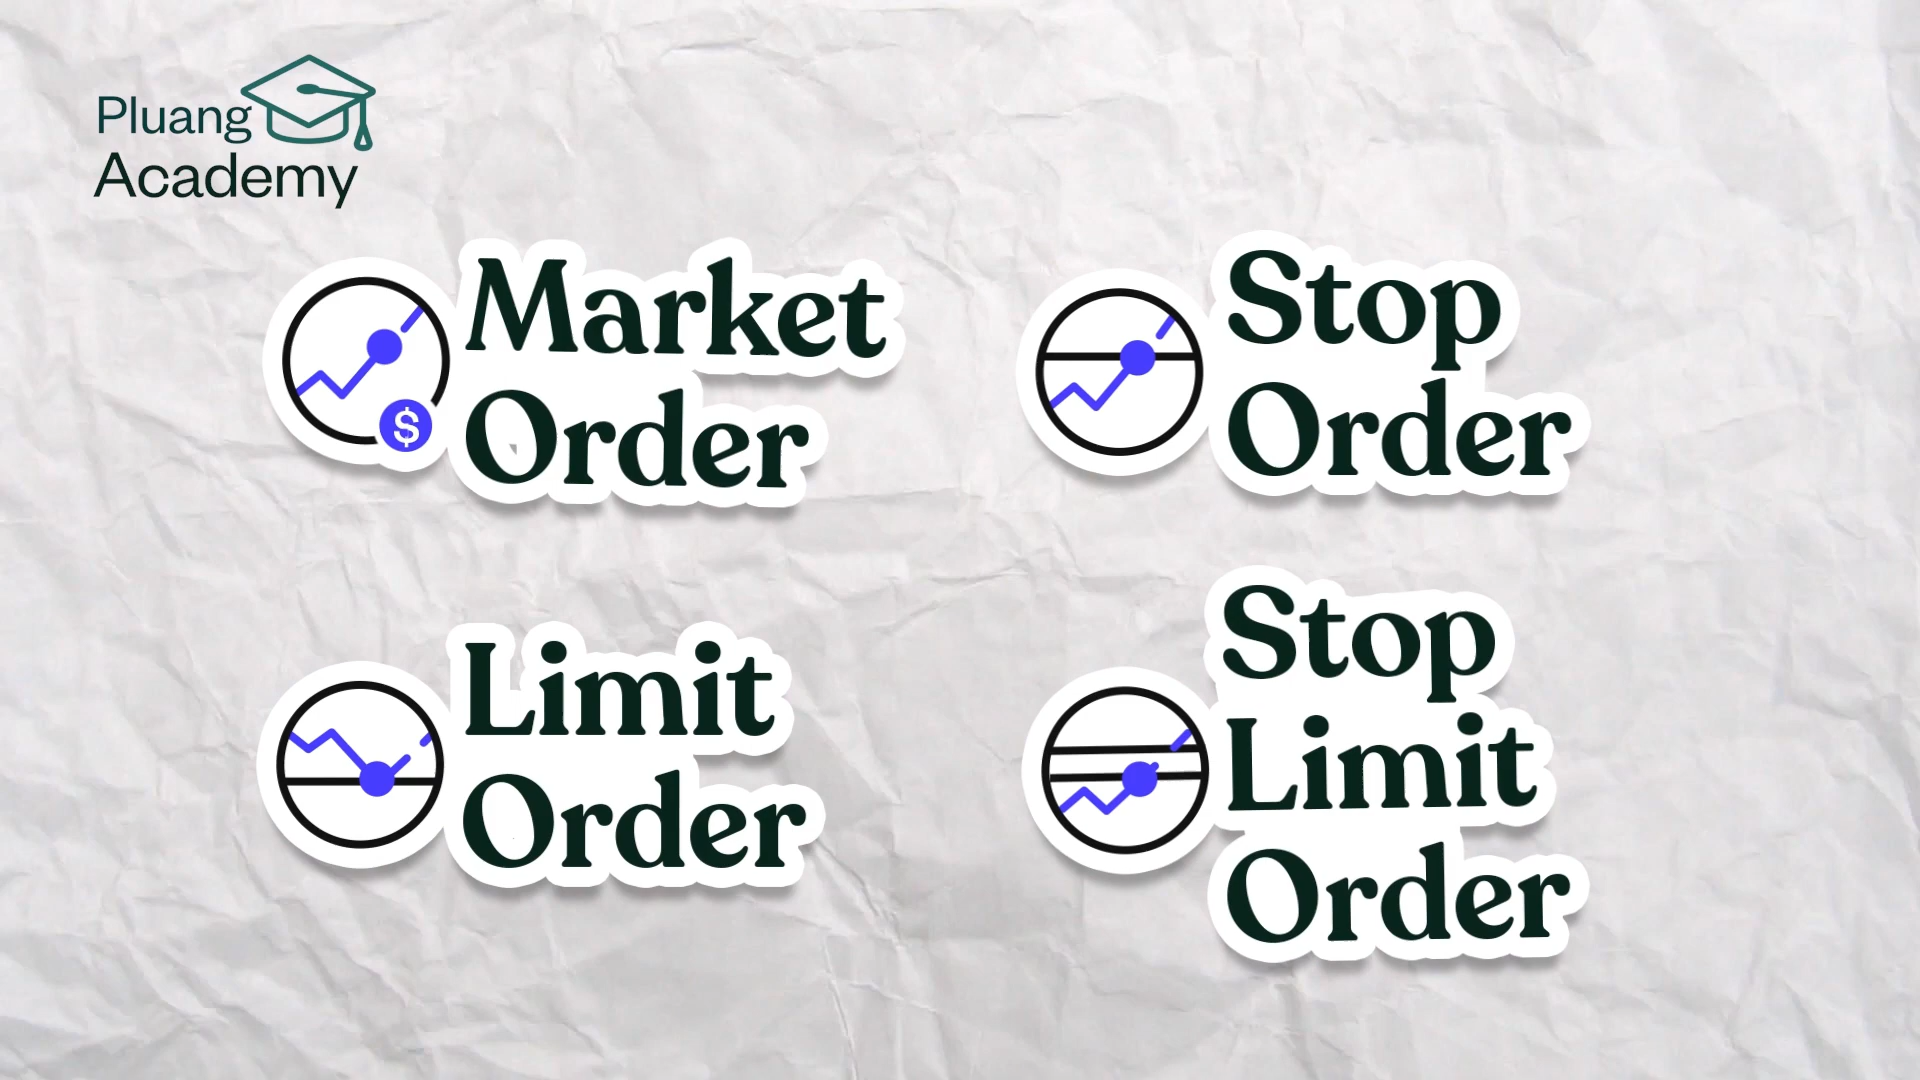 Pluang
Academy
Market
Order
$
Stop
Order
Limit
Order
Stop
Limit
Order